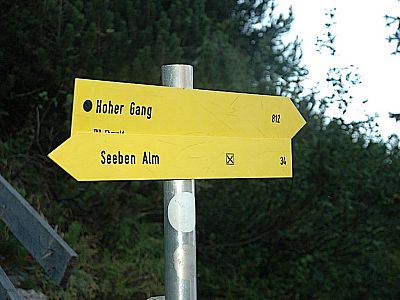 Hoher Gang 812
Seeben Alm 34